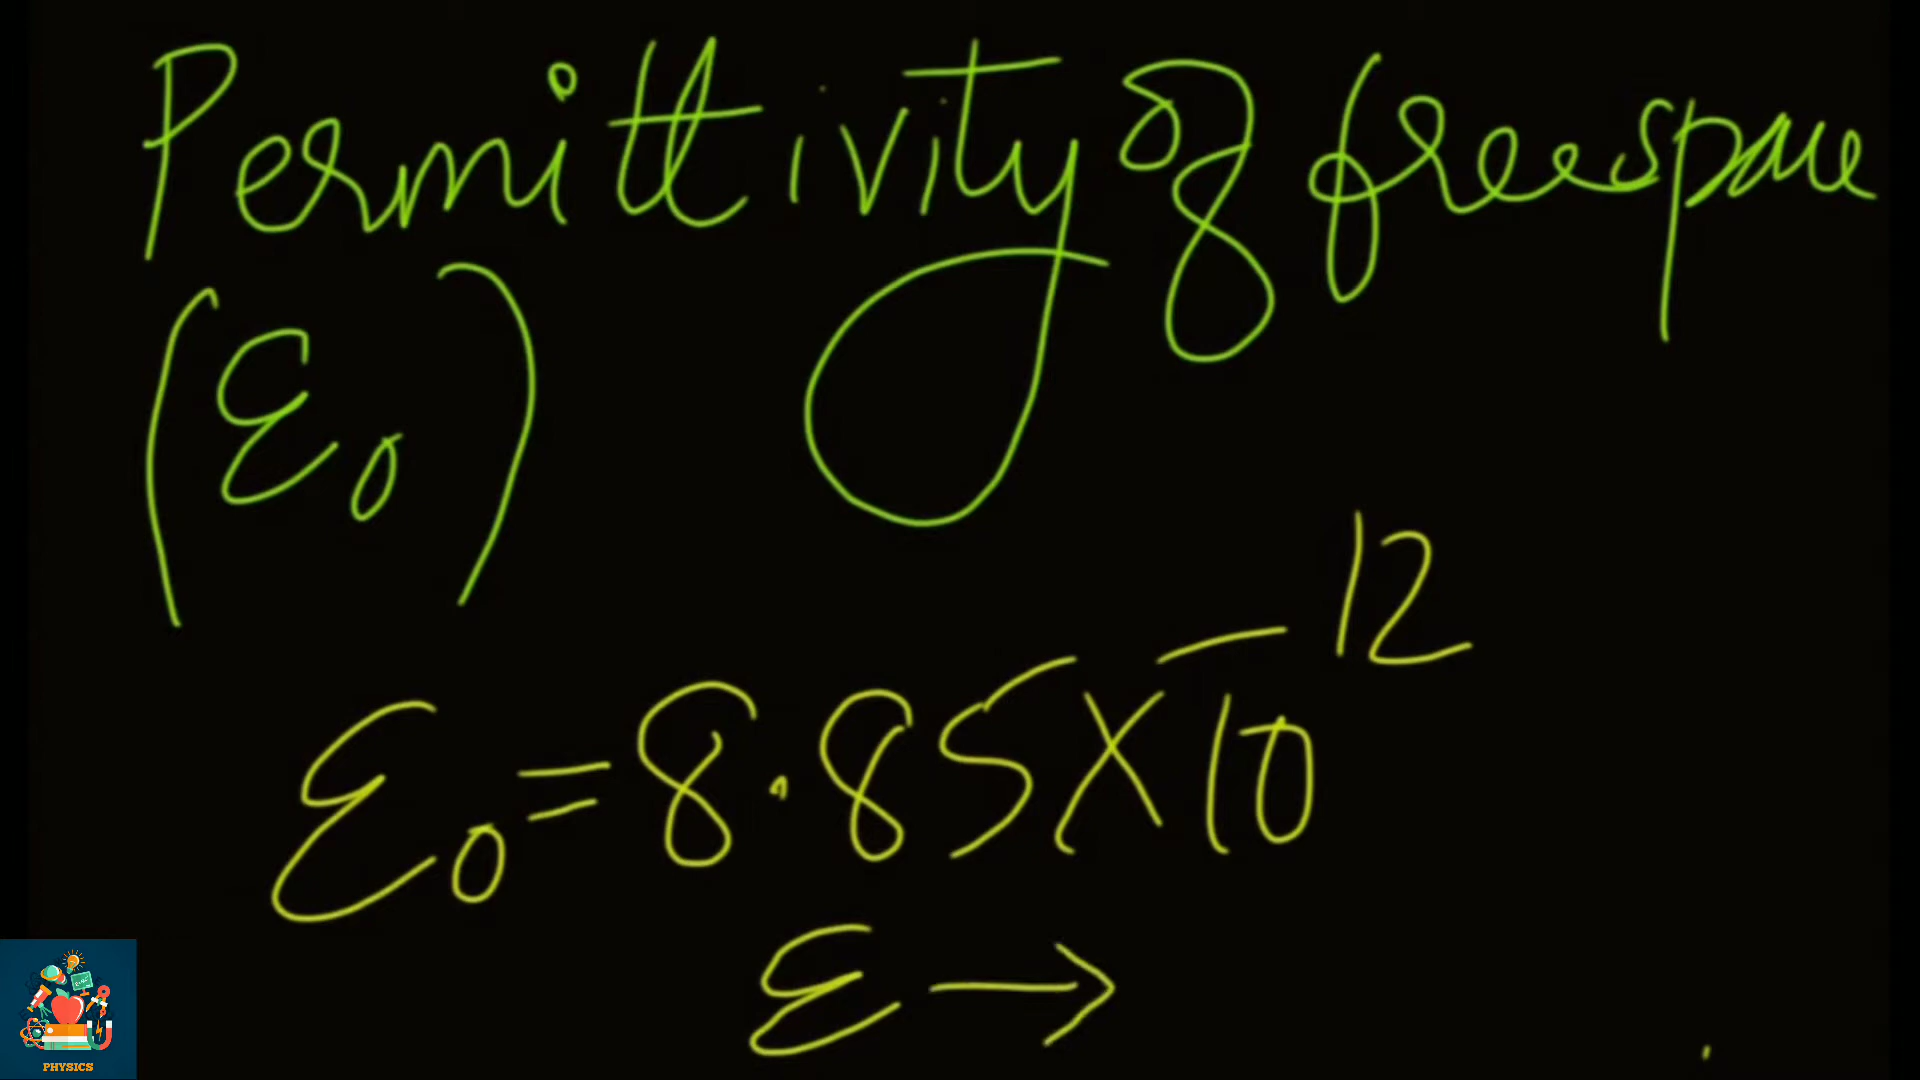 Permittivity of freespace
(ε₀)
ε₀ = 8.85 × 10⁻¹²
ε →
PHYSICS